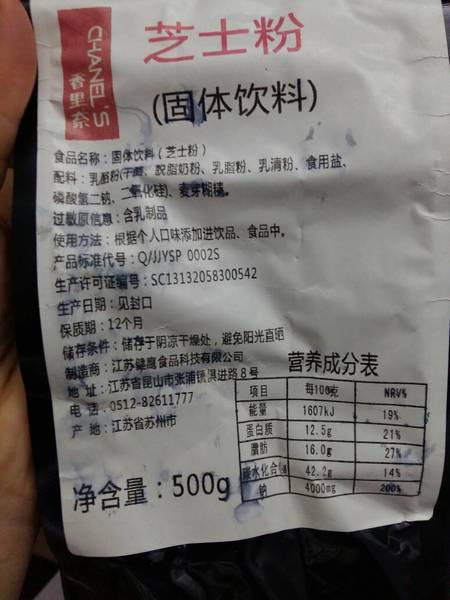 CHANEL'S
香里奈
芝士粉
(固体饮料)
食品名称：固体饮料（芝士粉）
配料：乳酪粉(干酪、脱脂奶粉、乳脂粉、乳清粉、食用盐、
磷酸氢二钠、二氧化硅)、麦芽糊精。
过敏原信息：含乳制品
使用方法：根据个人口味添加进饮品、食品中。
产品标准代号：Q/JJYSP 0002S
生产许可证编号：SC13132058300542
生产日期：见封口
保质期：12个月
储存条件：储存于阴凉干燥处，避免阳光直晒
制造商：江苏健鹰食品科技有限公司
地 址：江苏省昆山市张浦镇俱进路8号
电 话：0512-82611777
产 地：江苏省苏州市
净含量：500g
营养成分表
项目 每100克 NRV%
能量 1607kJ 19%
蛋白质 12.5g 21%
脂肪 16.0g 27%
碳水化合物 42.2g 14%
钠 4000mg 200%